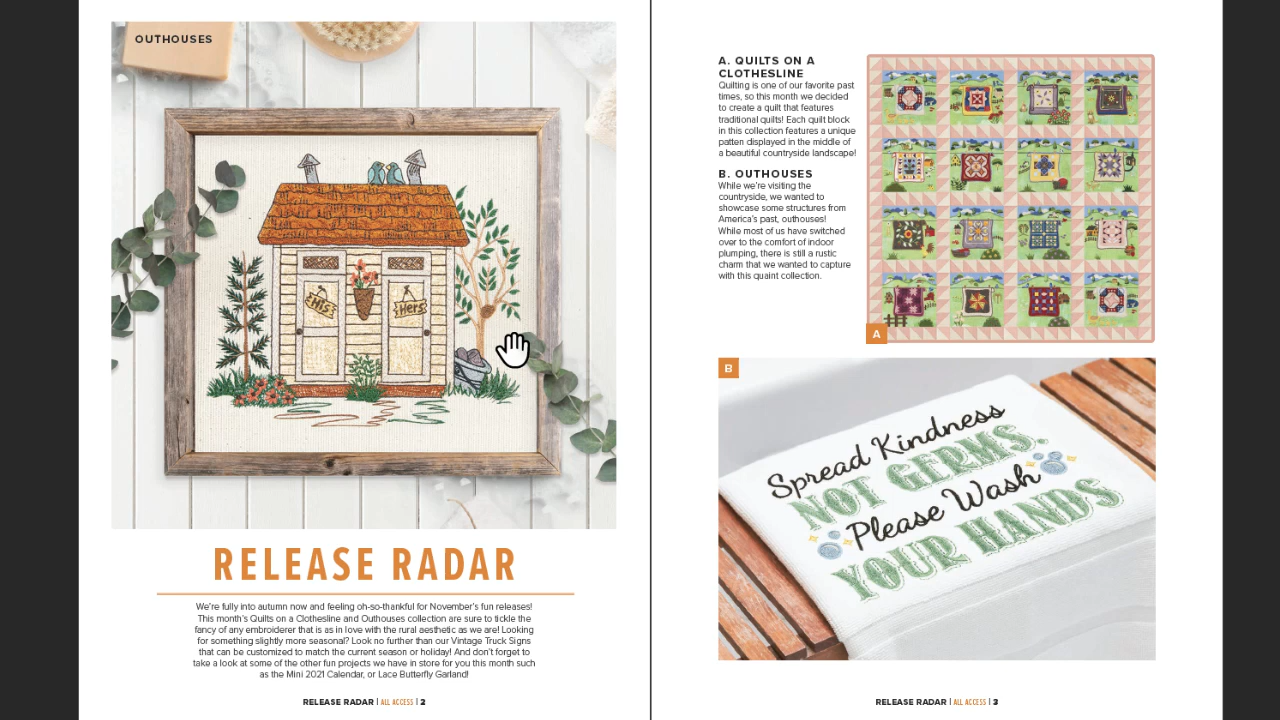 OUTHOUSES
His
Hers
RELEASE RADAR
We're fully into autumn now and feeling oh-so-thankful for November's fun releases!
This month's Quilts on a Clothesline and Outhouses collection are sure to tickle the
fancy of any embroiderer that is as in love with the rural aesthetic as we are! Looking
for something slightly more seasonal? Look no further than our Vintage Truck Signs
that can be customized to match the current season or holiday! And don't forget to
take a look at some of the other fun projects we have in store for you this month such
as the Mini 2021 Calendar, or Lace Butterfly Garland!
RELEASE RADAR | ALL ACCESS | 2
A. QUILTS ON A
CLOTHESLINE
Quilting is one of our favorite past
times, so this month we decided
to create a quilt that features
traditional quilts! Each quilt block
in this collection features a unique
patten displayed in the middle of
a beautiful countryside landscape!
B. OUTHOUSES
While we're visiting the
countryside, we wanted to
showcase some structures from
America's past, outhouses!
While most of us have switched
over to the comfort of indoor
plumping, there is still a rustic
charm that we wanted to capture
with this quaint collection.
A
B
Spread Kindness
NOT GERMS.
Please Wash
YOUR HANDS
RELEASE RADAR | ALL ACCESS | 3